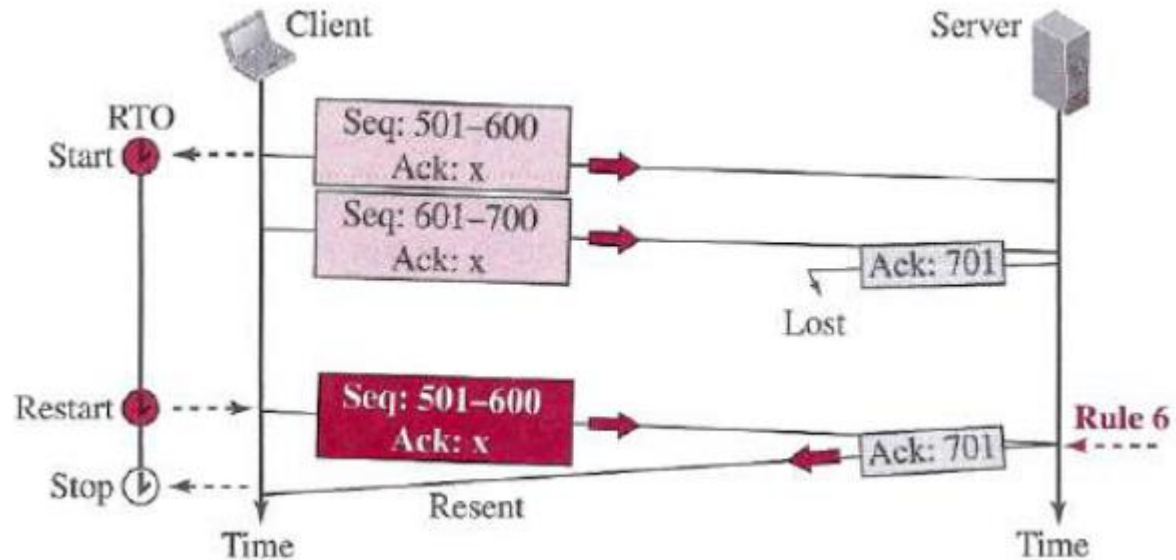 Client
Server
RTO
Start
Seq: 501–600
Ack: x
Seq: 601–700
Ack: x
Ack: 701
Lost
Restart
Seq: 501–600
Ack: x
Rule 6
Ack: 701
Stop
Resent
Time
Time